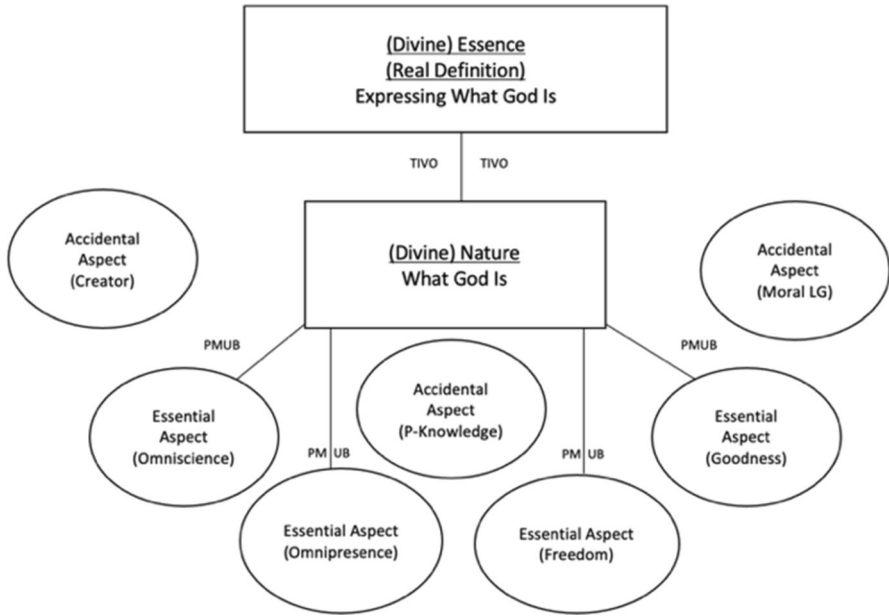 (Divine) Essence
(Real Definition)
Expressing What God Is
TIVO TIVO
(Divine) Nature
What God Is
Accidental
Aspect
(Creator)
Accidental
Aspect
(Moral LG)
PMUB
PMUB
Accidental
Aspect
(P-Knowledge)
Essential
Aspect
(Omniscience)
Essential
Aspect
(Goodness)
PM UB
PM UB
Essential Aspect
(Omnipresence)
Essential Aspect
(Freedom)